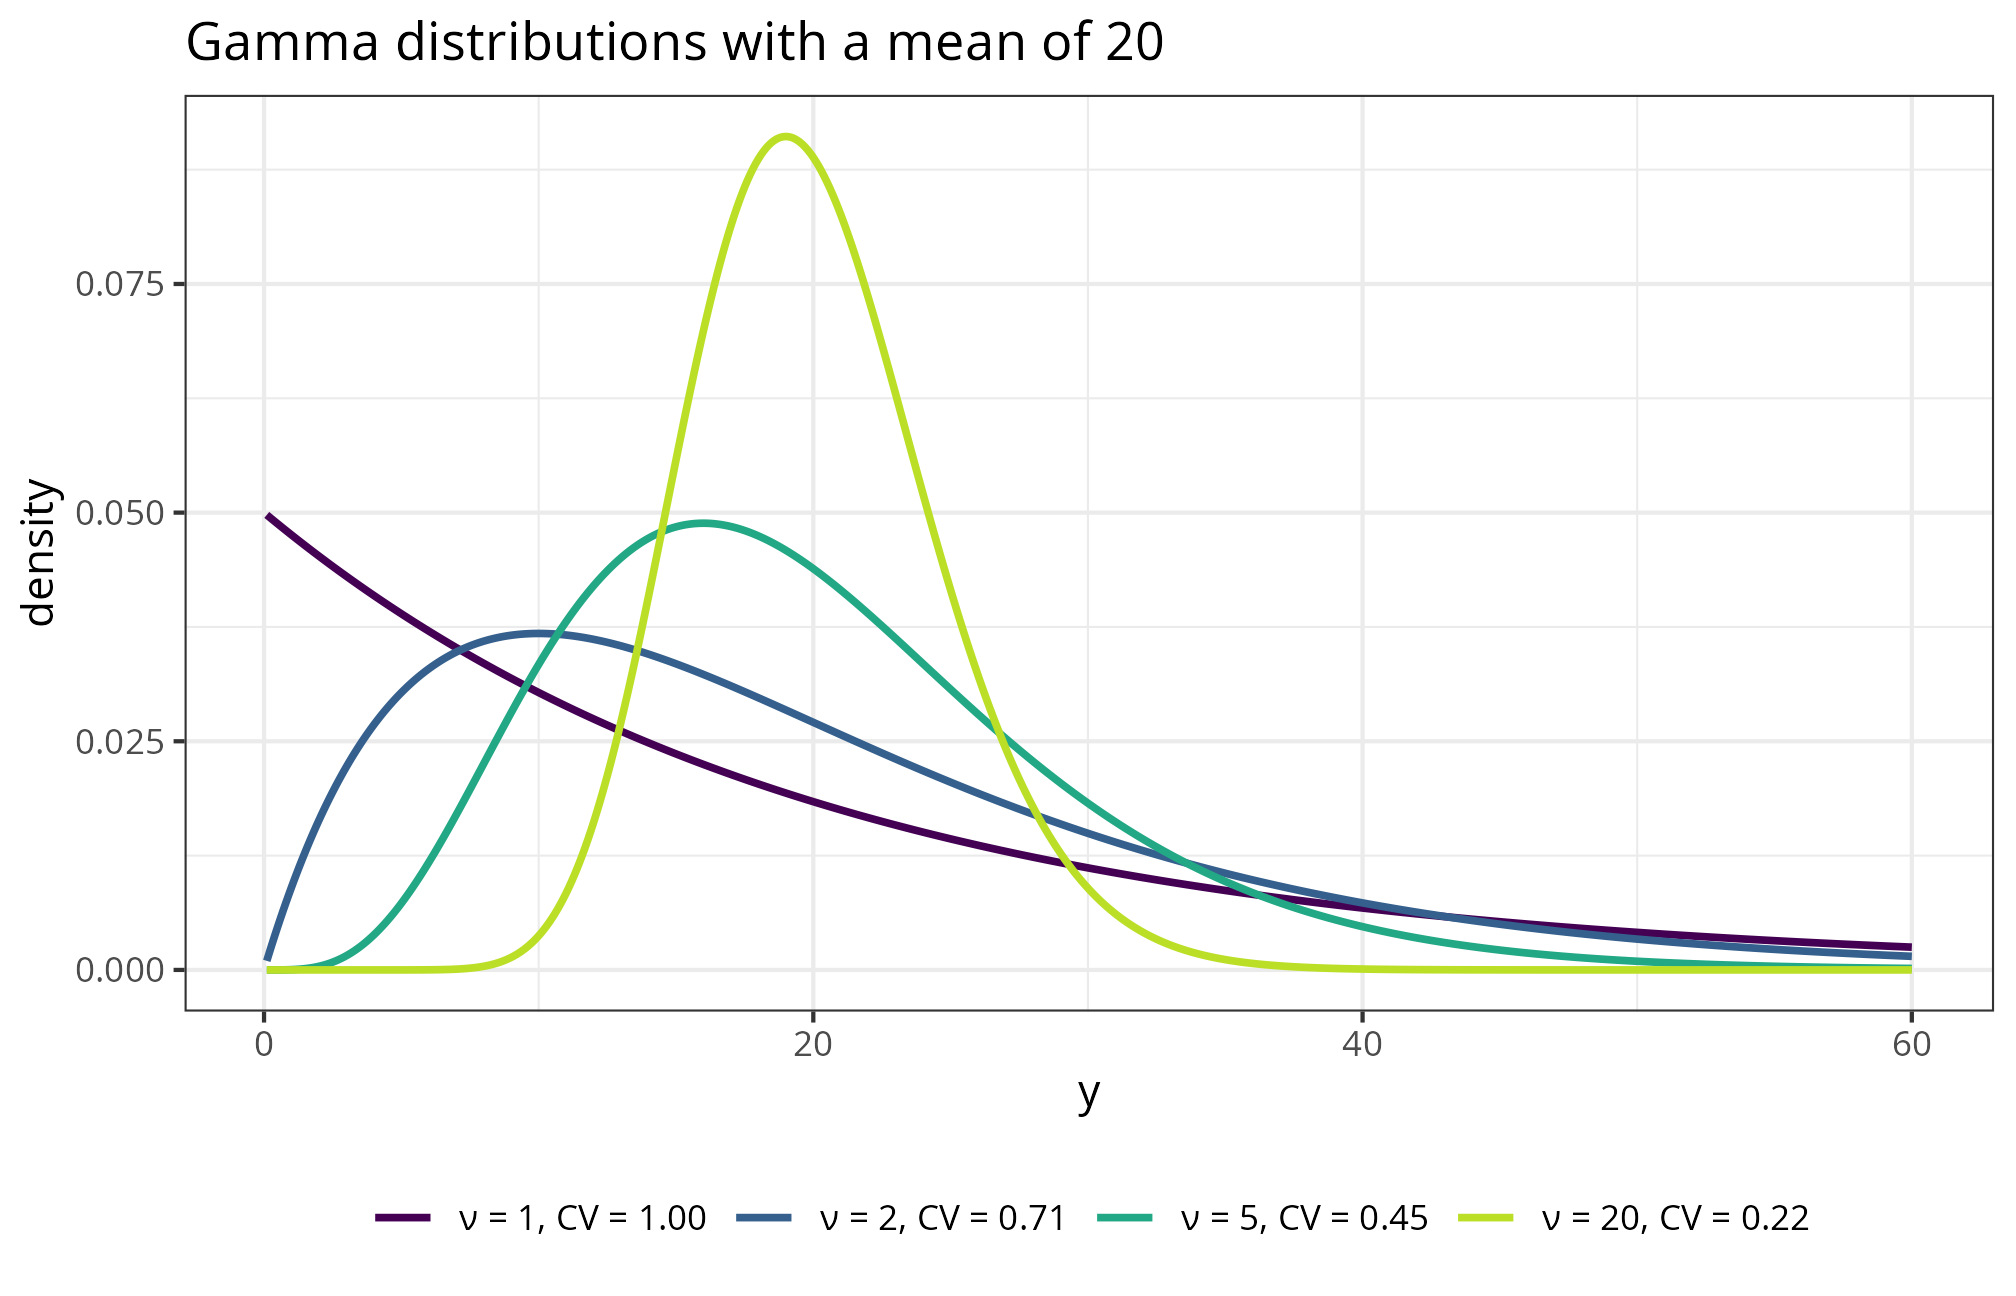 Gamma distributions with a mean of 20
density
0.075
0.050
0.025
0.000
0 20 40 60
y
ν = 1, CV = 1.00 ν = 2, CV = 0.71 ν = 5, CV = 0.45 ν = 20, CV = 0.22